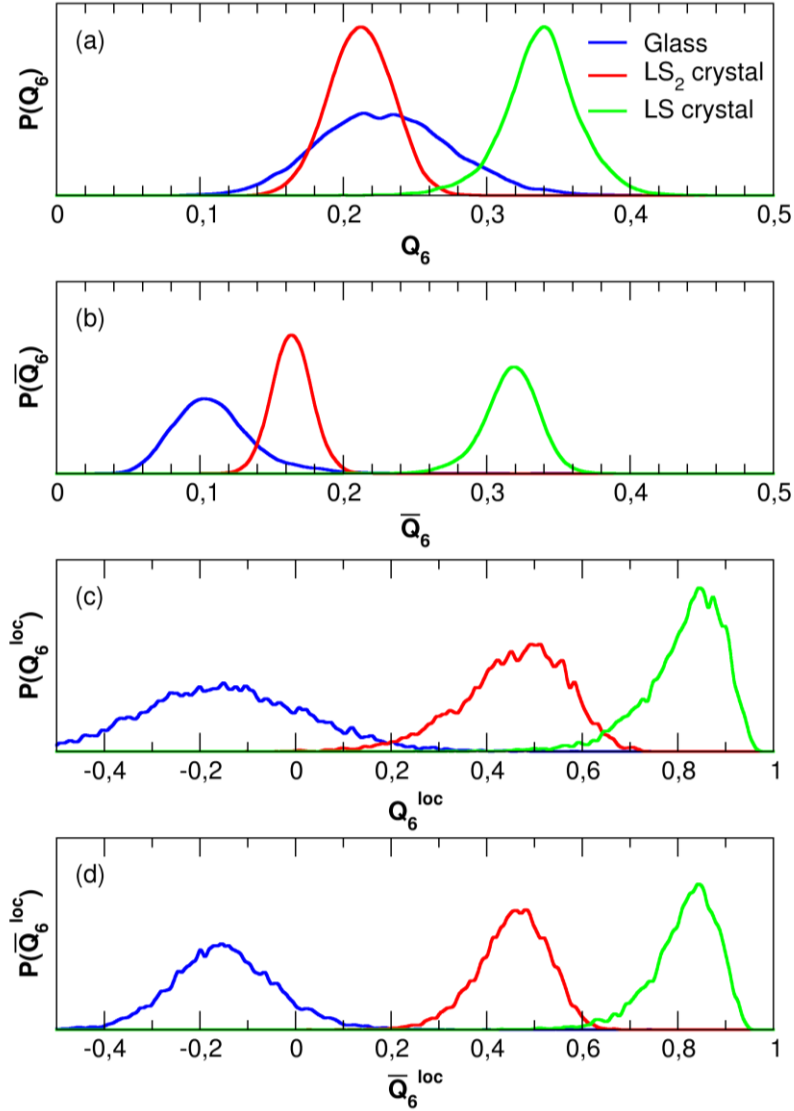 (a)
P(Q₆)
Glass
LS₂ crystal
LS crystal
0 0,1 0,2 0,3 0,4 0,5
Q₆
(b)
P(Q̅₆)
0 0,1 0,2 0,3 0,4 0,5
Q̅₆
(c)
P(Q₆ˡᵒᶜ)
-0,4 -0,2 0 0,2 0,4 0,6 0,8 1
Q₆ˡᵒᶜ
(d)
P(Q̅₆ˡᵒᶜ)
-0,4 -0,2 0 0,2 0,4 0,6 0,8 1
Q̅₆ˡᵒᶜ